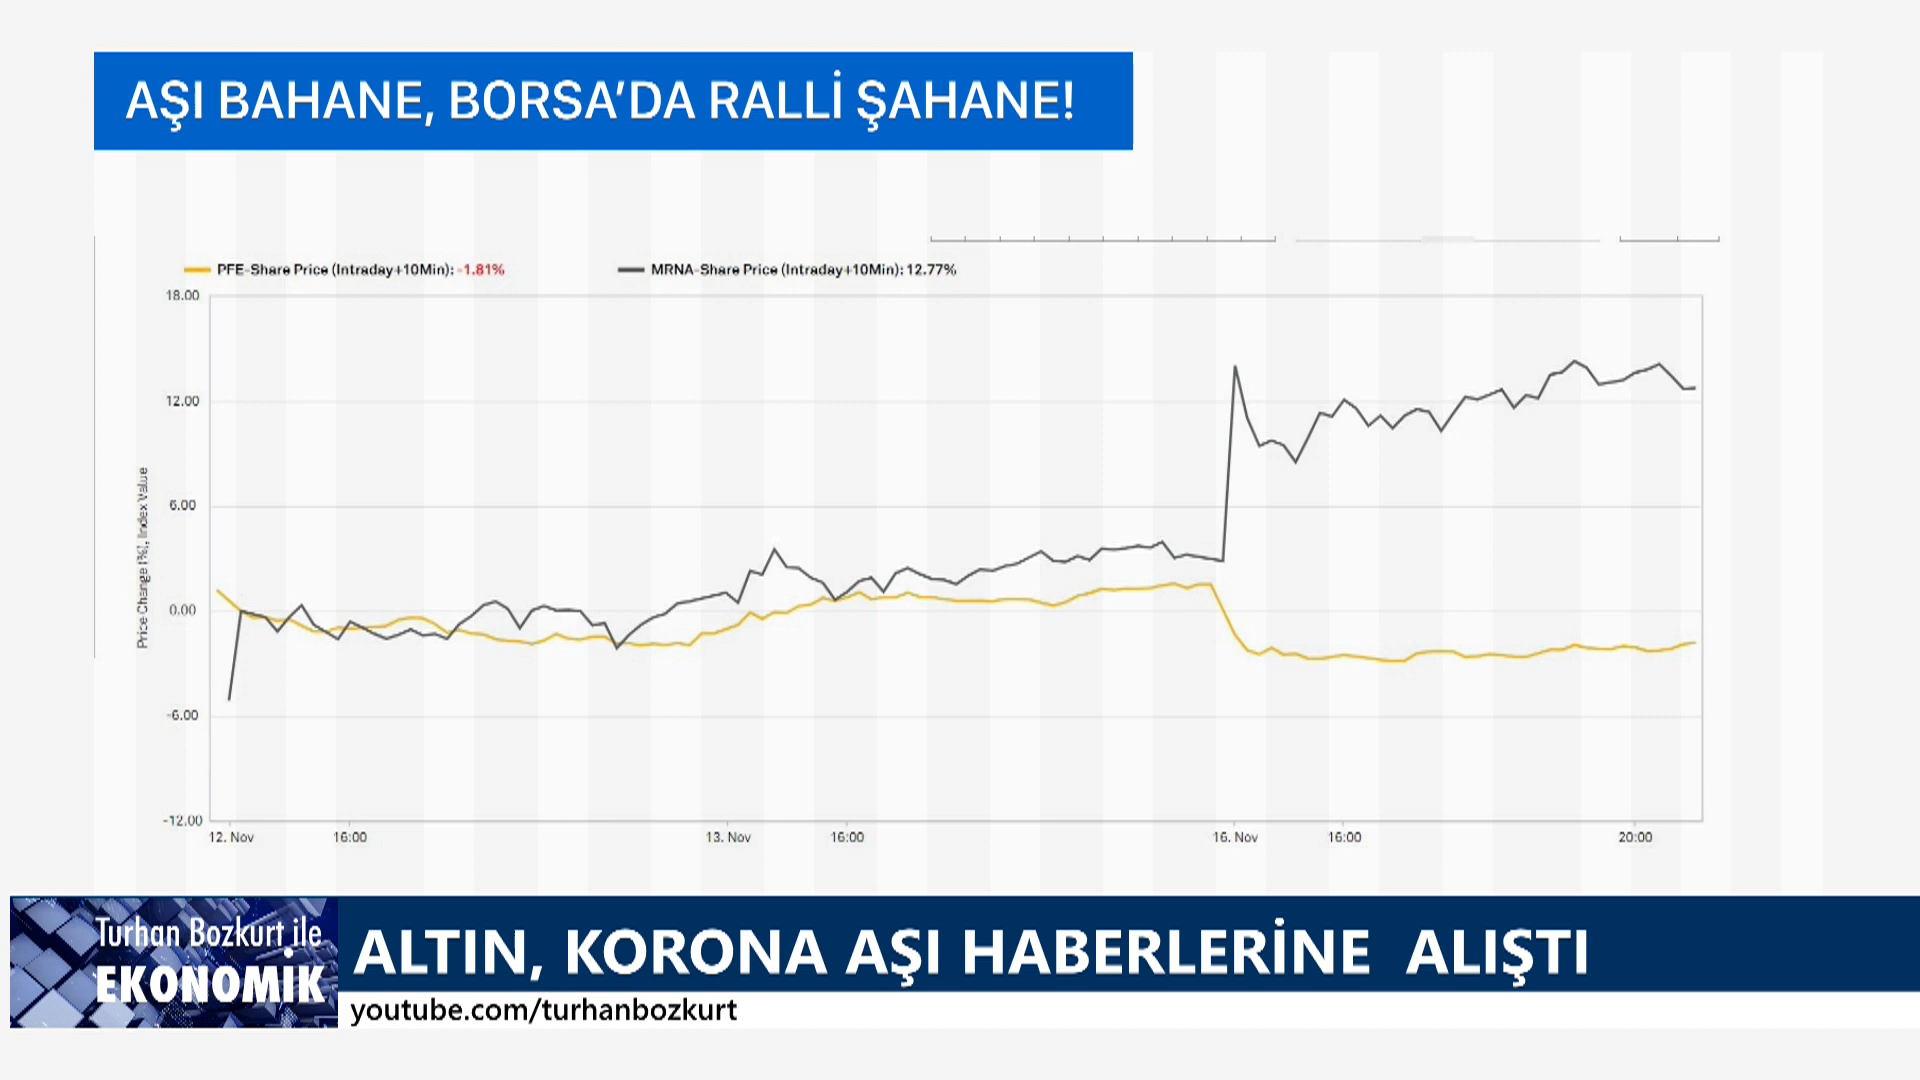 AŞI BAHANE, BORSA'DA RALLİ ŞAHANE!
PFE-Share Price (Intraday+10Min): -1.81%
MRNA-Share Price (Intraday+10Min): 12.77%
18.00
12.00
6.00
0.00
-6.00
-12.00
Price Change [%], Index Value
12. Nov
16:00
13. Nov
16:00
16. Nov
16:00
20:00
Turhan Bozkurt ile
EKONOMİK
ALTIN, KORONA AŞI HABERLERİNE ALIŞTI
youtube.com/turhanbozkurt